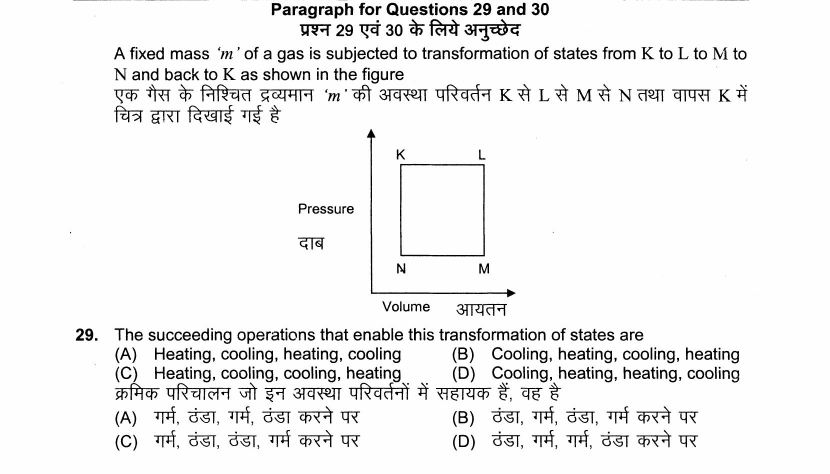 Paragraph for Questions 29 and 30
प्रश्न 29 एवं 30 के लिये अनुच्छेद
A fixed mass 'm' of a gas is subjected to transformation of states from K to L to M to
N and back to K as shown in the figure
एक गैस के निश्चित द्रव्यमान 'm' की अवस्था परिवर्तन K से L से M से N तथा वापस K में
चित्र द्वारा दिखाई गई है
K L
Pressure
दाब
N M
Volume आयतन
29. The succeeding operations that enable this transformation of states are
(A) Heating, cooling, heating, cooling (B) Cooling, heating, cooling, heating
(C) Heating, cooling, cooling, heating (D) Cooling, heating, heating, cooling
क्रमिक परिचालन जो इन अवस्था परिवर्तनों में सहायक हैं, वह है
(A) गर्म, ठंडा, गर्म, ठंडा करने पर (B) ठंडा, गर्म, ठंडा, गर्म करने पर
(C) गर्म, ठंडा, ठंडा, गर्म करने पर (D) ठंडा, गर्म, गर्म, ठंडा करने पर